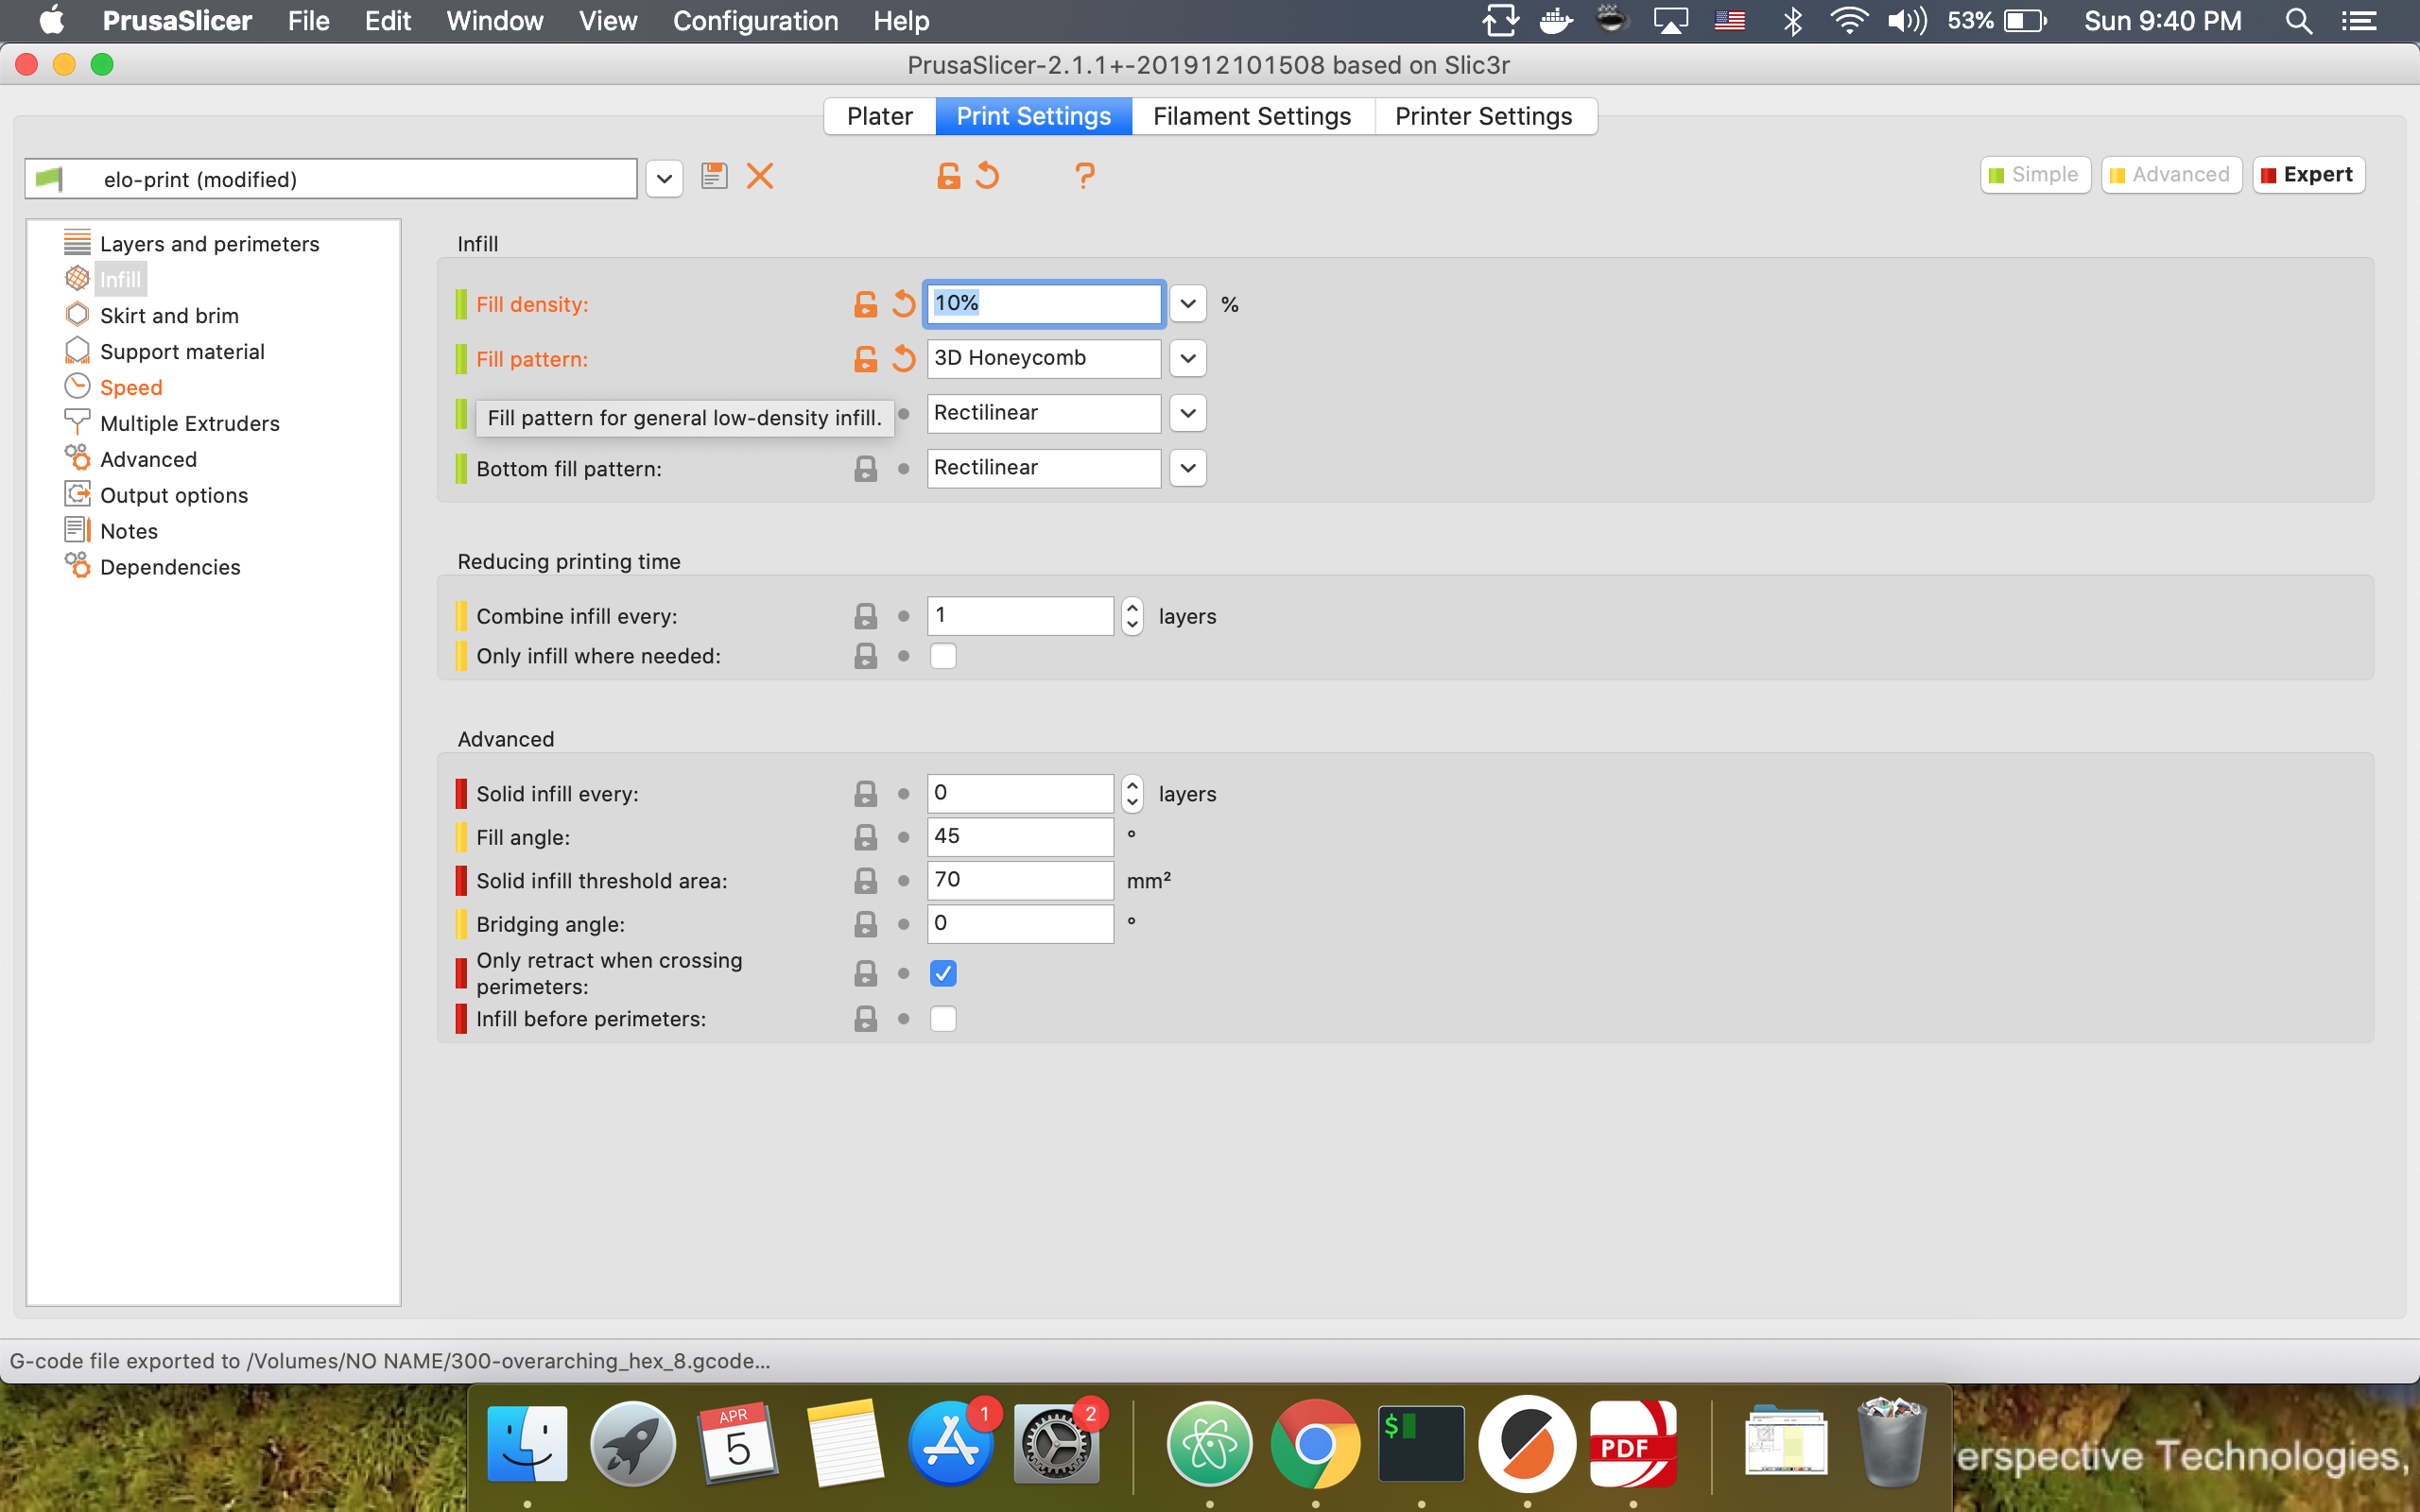 PrusaSlicer File Edit Window View Configuration Help 53% Sun 9:40 PM
PrusaSlicer-2.1.1+-201912101508 based on Slic3r
Plater Print Settings Filament Settings Printer Settings
elo-print (modified) ? Simple Advanced Expert
Layers and perimeters
Infill
Skirt and brim
Support material
Speed
Multiple Extruders
Advanced
Output options
Notes
Dependencies
Infill
Fill density: 10% %
Fill pattern: 3D Honeycomb
Fill pattern for general low-density infill. Rectilinear
Bottom fill pattern: Rectilinear
Reducing printing time
Combine infill every: 1 layers
Only infill where needed:
Advanced
Solid infill every: 0 layers
Fill angle: 45 °
Solid infill threshold area: 70 mm²
Bridging angle: 0 °
Only retract when crossing
perimeters:
Infill before perimeters:
G-code file exported to /Volumes/NO NAME/300-overarching_hex_8.gcode...
APR
5
1
2
$
PDF
erspective Technologies,